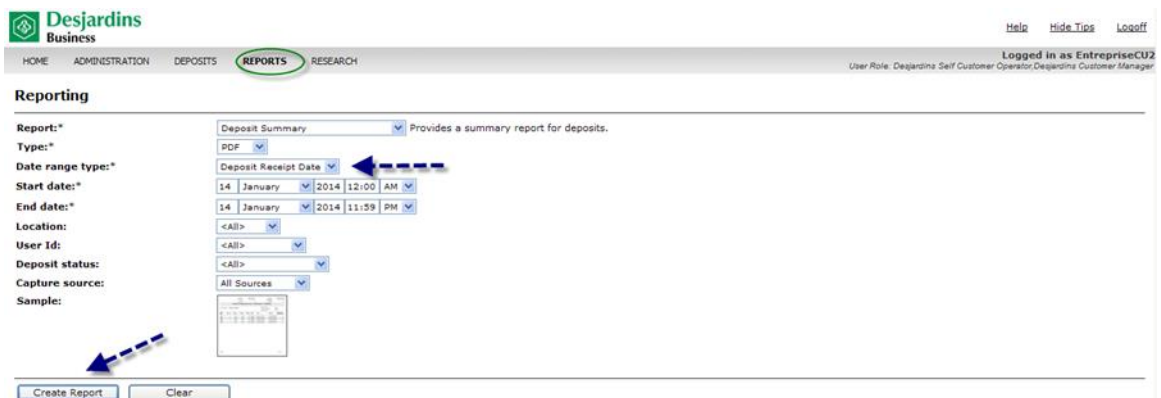 Desjardins
Business
Help Hide Tips Logoff
HOME ADMINISTRATION DEPOSITS REPORTS RESEARCH
Logged in as EntrepriseCU2
User Role: Desjardins Self Customer Operator,Desjardins Customer Manager
Reporting
Report:* Deposit Summary Provides a summary report for deposits.
Type:* PDF
Date range type:* Deposit Receipt Date
Start date:* 14 January 2014 12:00 AM
End date:* 14 January 2014 11:59 PM
Location: <All>
User Id: <All>
Deposit status: <All>
Capture source: All Sources
Sample:
Create Report Clear